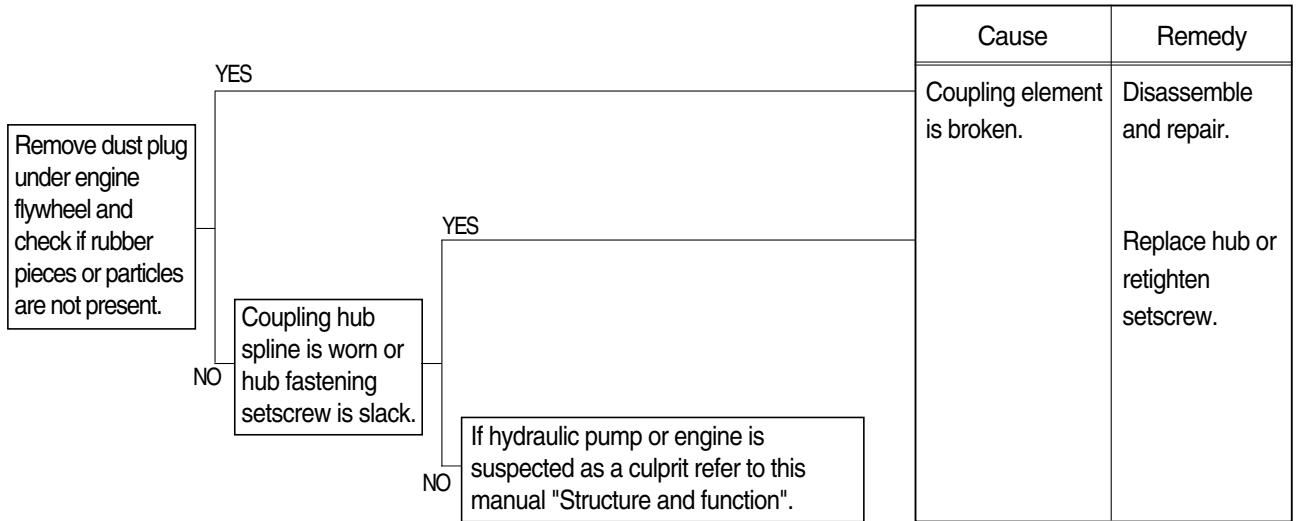 Cause
Remedy
YES
Coupling element
is broken.
Disassemble
and repair.
Remove dust plug
under engine
flywheel and
check if rubber
pieces or particles
are not present.
YES
Replace hub or
retighten
setscrew.
NO
Coupling hub
spline is worn or
hub fastening
setscrew is slack.
NO
If hydraulic pump or engine is
suspected as a culprit refer to this
manual "Structure and function".